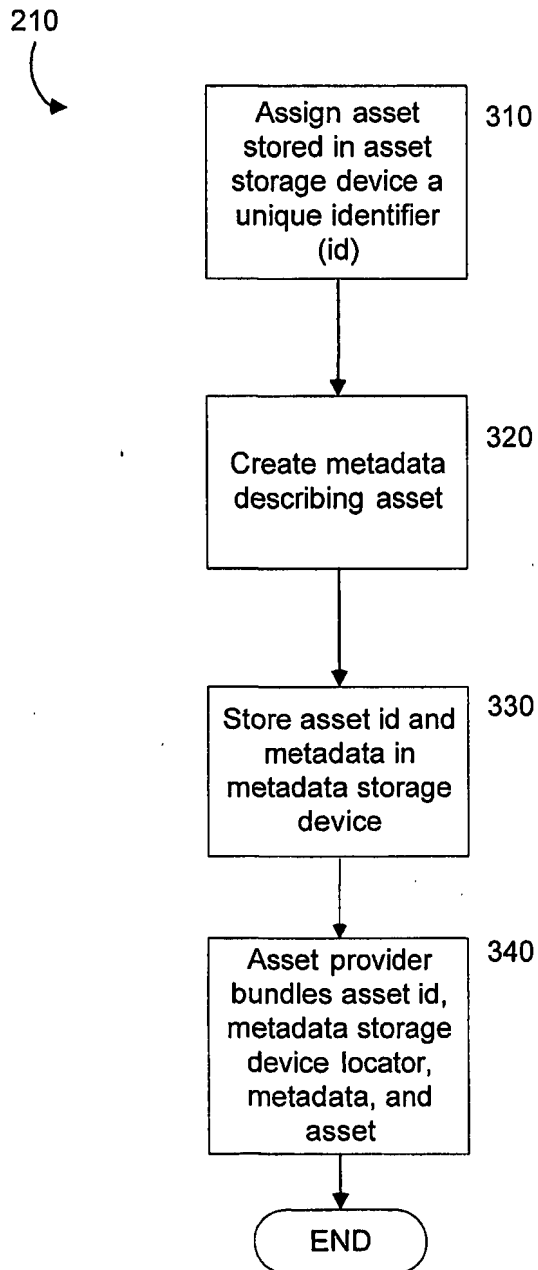 210
Assign asset
stored in asset
storage device a
unique identifier
(id)
310
Create metadata
describing asset
320
Store asset id and
metadata in
metadata storage
device
330
Asset provider
bundles asset id,
metadata storage
device locator,
metadata, and
asset
340
END